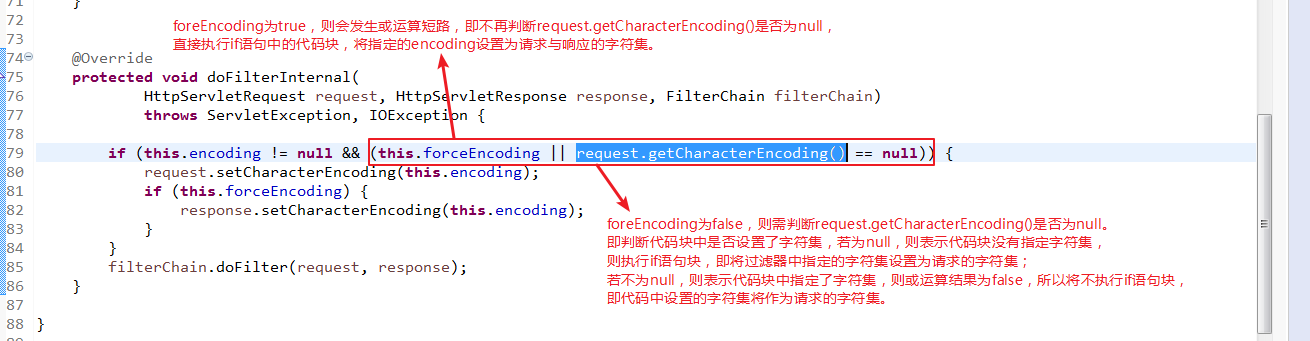 71 }
72
foreEncoding为true，则会发生或运算短路，即不再判断request.getCharacterEncoding()是否为null，
73
直接执行if语句中的代码块，将指定的encoding设置为请求与响应的字符集。
74 @Override
75 protected void doFilterInternal(
76 HttpServletRequest request, HttpServletResponse response, FilterChain filterChain)
77 throws ServletException, IOException {
78
79 if (this.encoding != null && (this.forceEncoding || request.getCharacterEncoding() == null)) {
80 request.setCharacterEncoding(this.encoding);
81 if (this.forceEncoding) {
82 response.setCharacterEncoding(this.encoding);
83 }
84 }
85 filterChain.doFilter(request, response);
86 }
foreEncoding为false，则需判断request.getCharacterEncoding()是否为null。
即判断代码块中是否设置了字符集，若为null，则表示代码块没有指定字符集，
则执行if语句块，即将过滤器中指定的字符集设置为请求的字符集；
若不为null，则表示代码块中指定了字符集，则或运算结果为false，所以将不执行if语句块，
即代码中设置的字符集将作为请求的字符集。
87
88 }